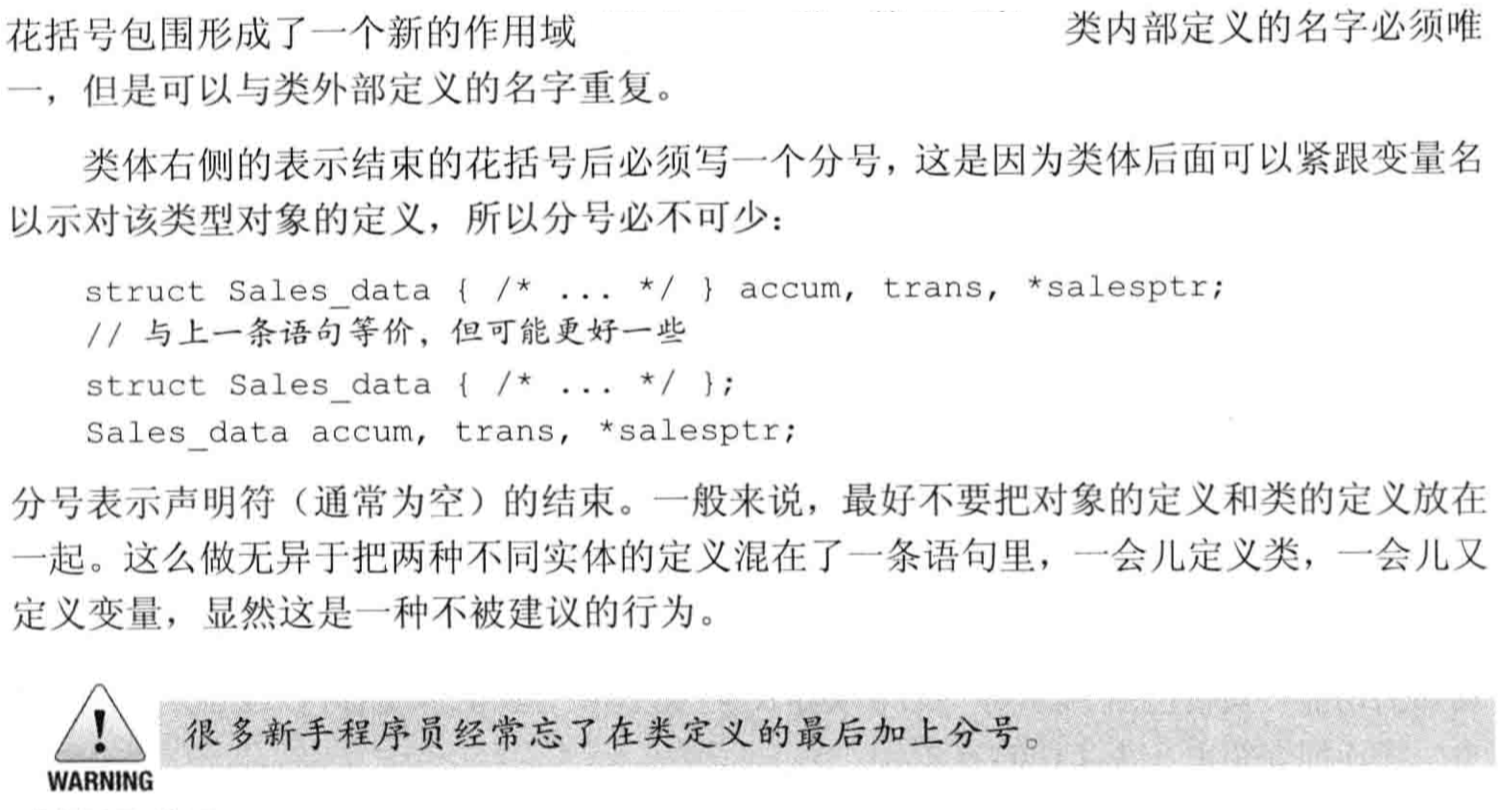 花括号包围形成了一个新的作用域 类内部定义的名字必须唯
一，但是可以与类外部定义的名字重复。
类体右侧的表示结束的花括号后必须写一个分号，这是因为类体后面可以紧跟变量名
以示对该类型对象的定义，所以分号必不可少：
struct Sales_data { /* ... */ } accum, trans, *salesptr;
// 与上一条语句等价，但可能更好一些
struct Sales_data { /* ... */ };
Sales_data accum, trans, *salesptr;
分号表示声明符（通常为空）的结束。一般来说，最好不要把对象的定义和类的定义放在
一起。这么做无异于把两种不同实体的定义混在了一条语句里，一会儿定义类，一会儿又
定义变量，显然这是一种不被建议的行为。
很多新手程序员经常忘了在类定义的最后加上分号。
WARNING